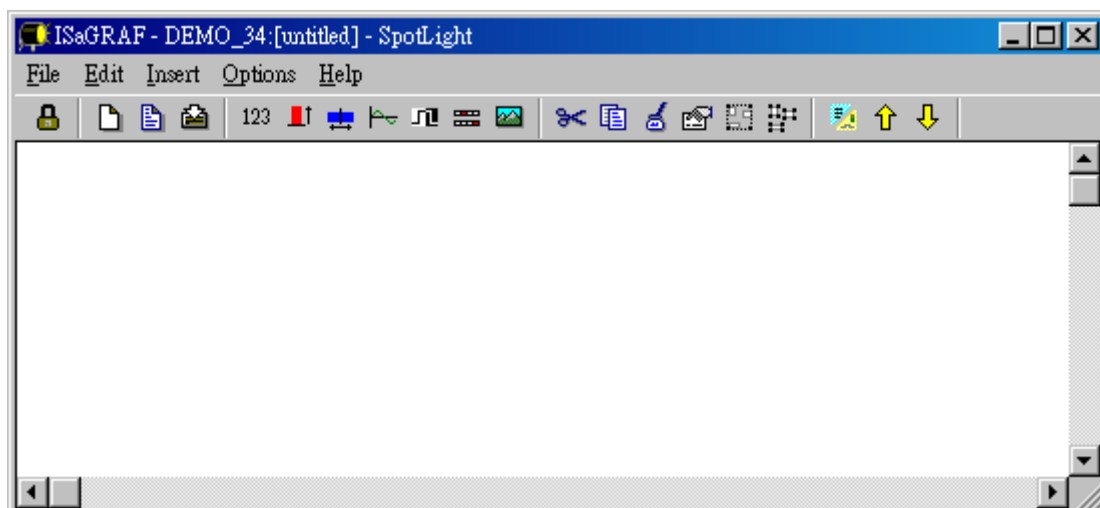 ISaGRAF - DEMO_34:[untitled] - SpotLight
File Edit Insert Options Help
123